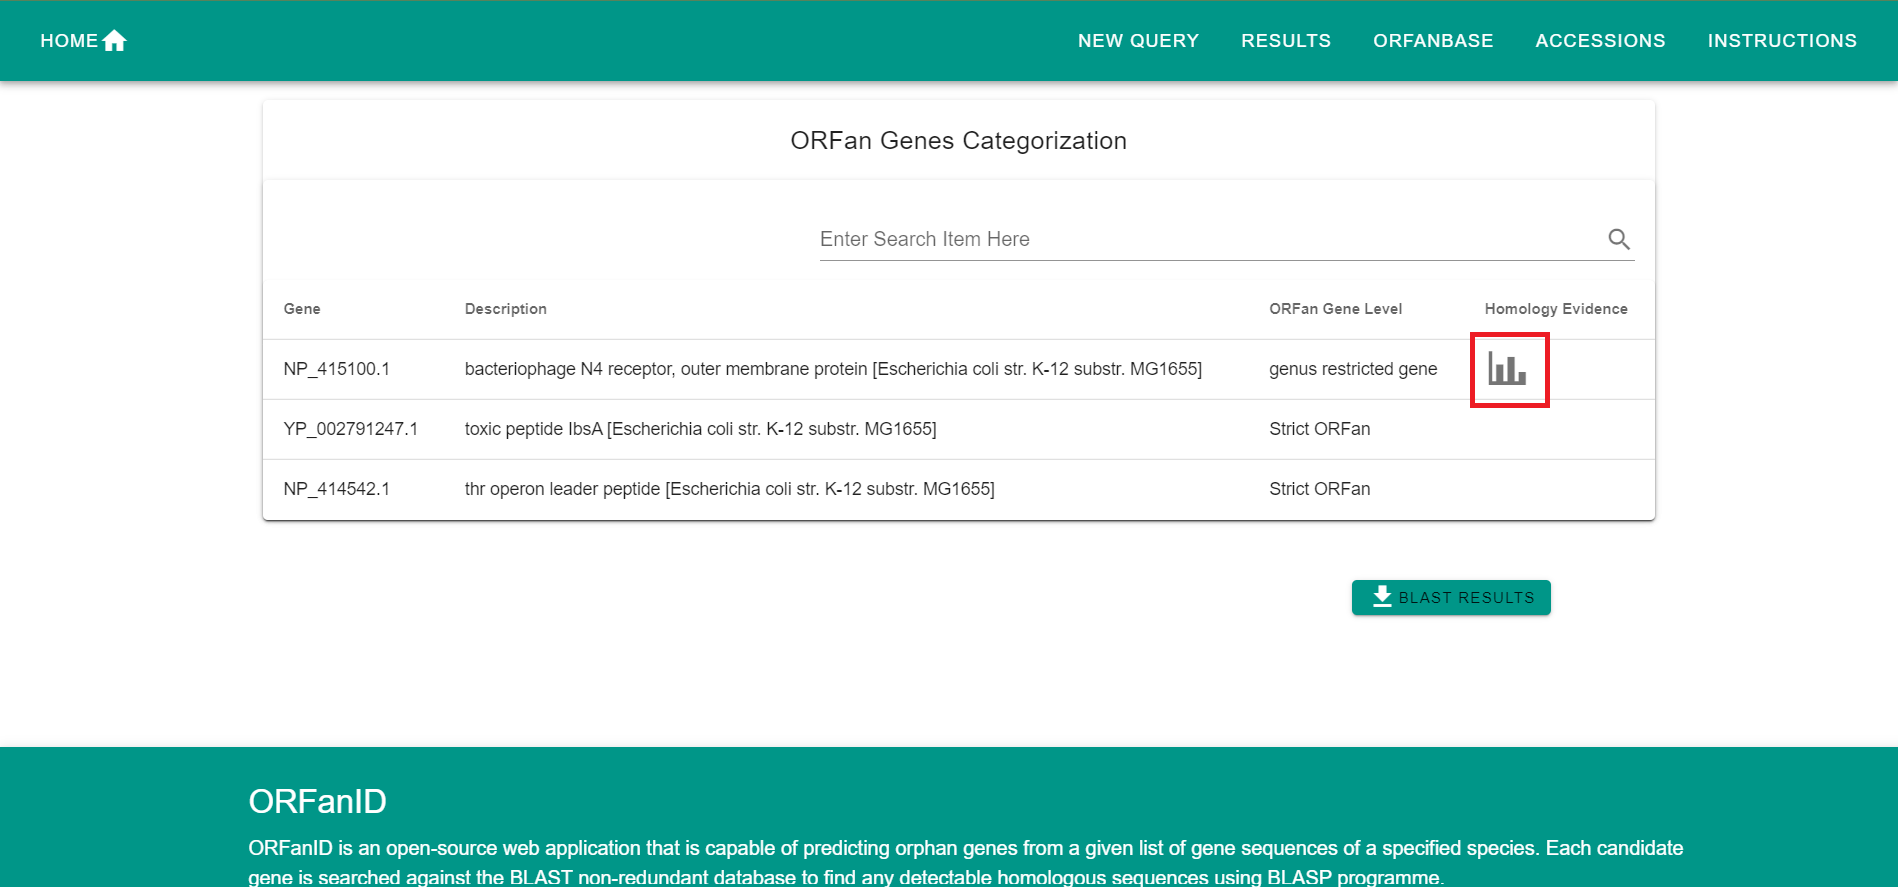 HOME
NEW QUERY RESULTS ORFANBASE ACCESSIONS INSTRUCTIONS
ORFan Genes Categorization
Enter Search Item Here
Gene Description ORFan Gene Level Homology Evidence
NP_415100.1 bacteriophage N4 receptor, outer membrane protein [Escherichia coli str. K-12 substr. MG1655] genus restricted gene
YP_002791247.1 toxic peptide IbsA [Escherichia coli str. K-12 substr. MG1655] Strict ORFan
NP_414542.1 thr operon leader peptide [Escherichia coli str. K-12 substr. MG1655] Strict ORFan
BLAST RESULTS
ORFanID
ORFanID is an open-source web application that is capable of predicting orphan genes from a given list of gene sequences of a specified species. Each candidate
gene is searched against the BLAST non-redundant database to find any detectable homologous sequences using BLASP programme.